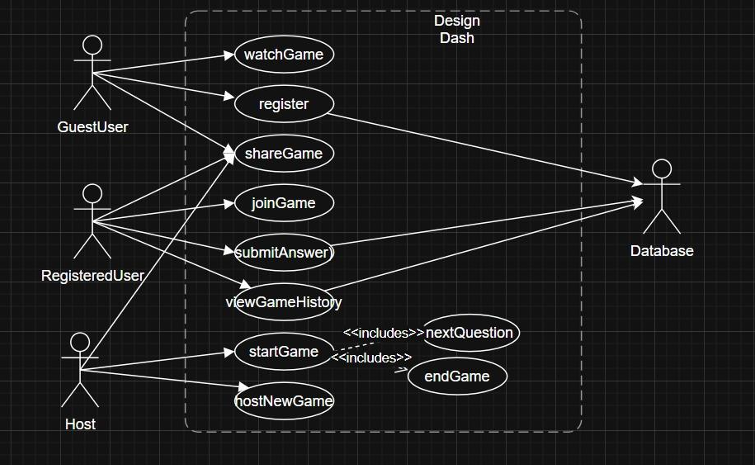 Design
Dash
watchGame
register
GuestUser
shareGame
joinGame
submitAnswer
Database
RegisteredUser
viewGameHistory
<<includes>>
nextQuestion
startGame
<<includes>>
endGame
hostNewGame
Host